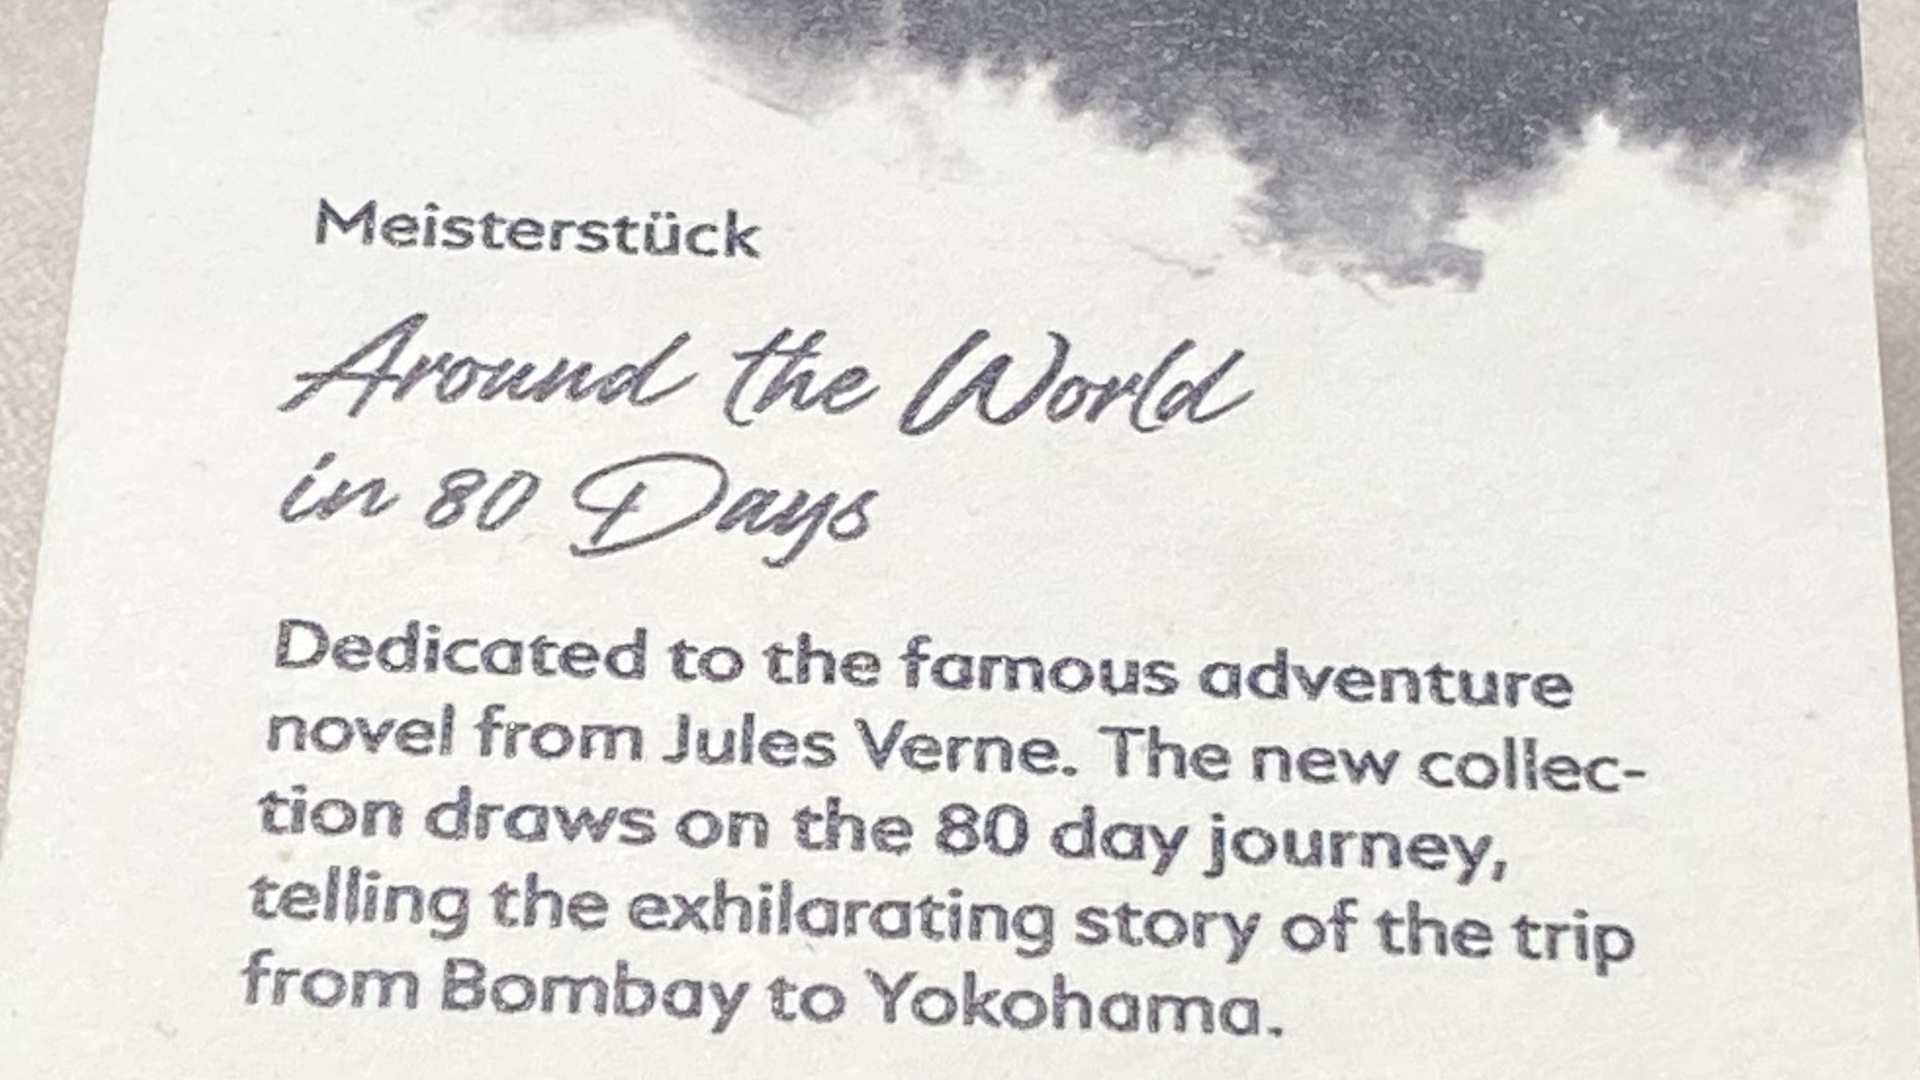 Meisterstück
Around the World
in 80 Days
Dedicated to the famous adventure
novel from Jules Verne. The new collec-
tion draws on the 80 day journey,
telling the exhilarating story of the trip
from Bombay to Yokohama.